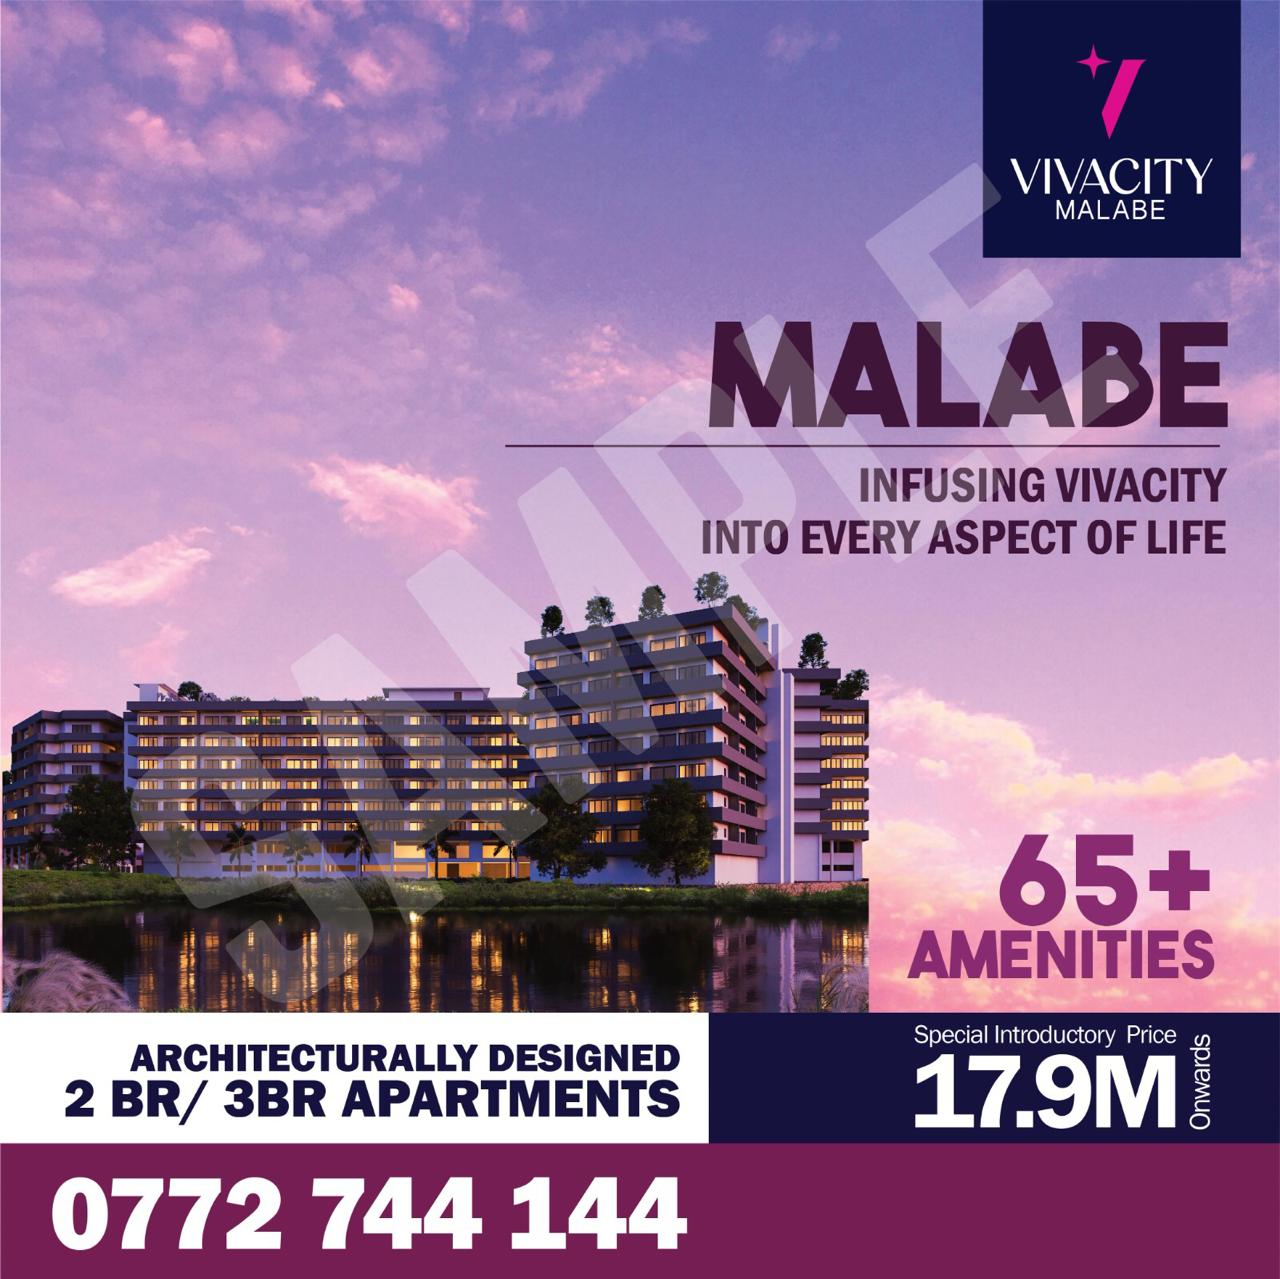 VIVACITY
MALABE
MALABE
INFUSING VIVACITY
INTO EVERY ASPECT OF LIFE
SAMPLE
65+
AMENITIES
ARCHITECTURALLY DESIGNED
2 BR/ 3BR APARTMENTS
Special Introductory Price
17.9M
Onwards
0772 744 144